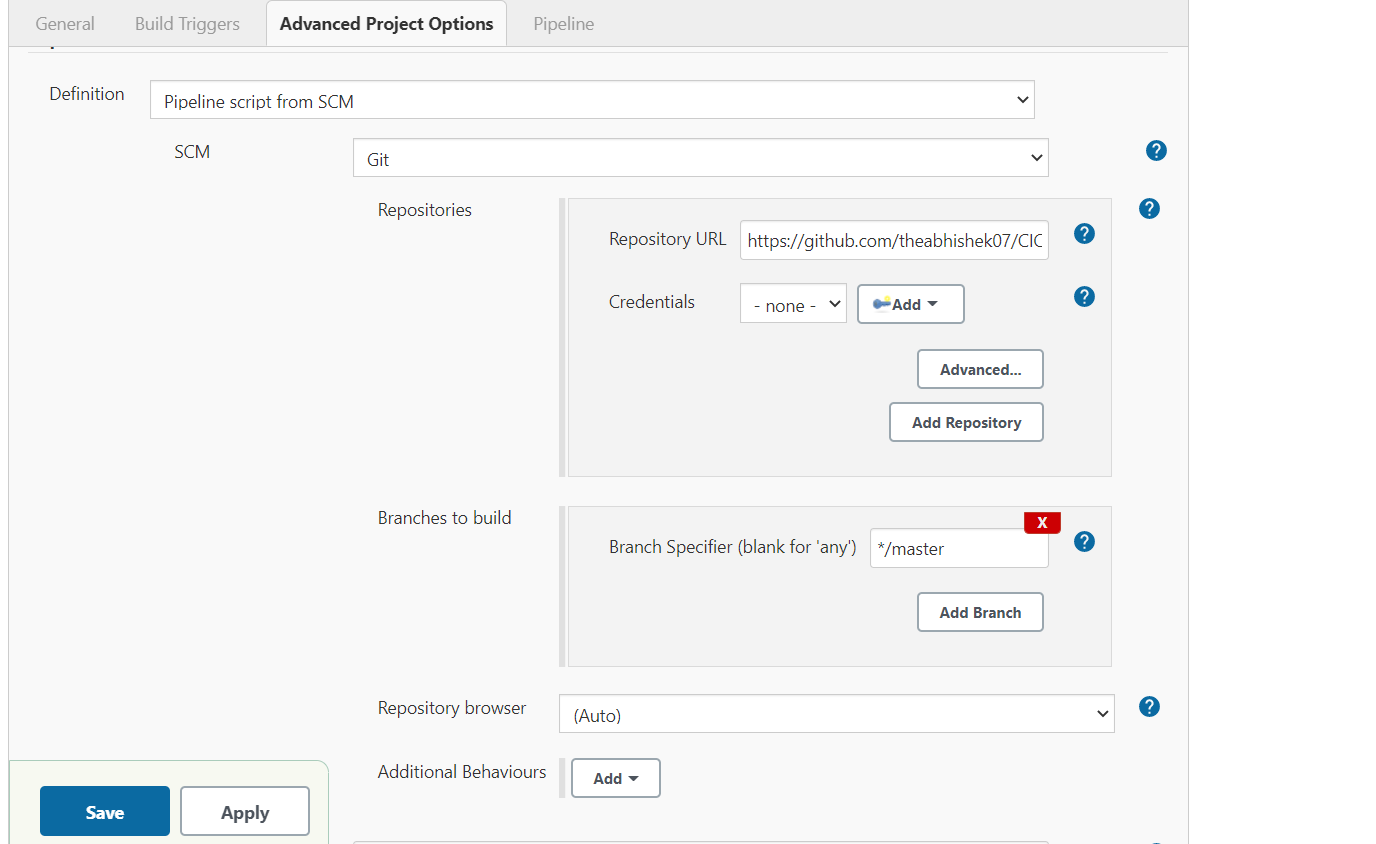 General Build Triggers Advanced Project Options Pipeline
Definition Pipeline script from SCM
SCM Git ?
Repositories ?
Repository URL https://github.com/theabhishek07/CIC ?
Credentials - none - Add ?
Advanced...
Add Repository
Branches to build
X
Branch Specifier (blank for 'any') */master ?
Add Branch
Repository browser (Auto) ?
Additional Behaviours Add
Save Apply